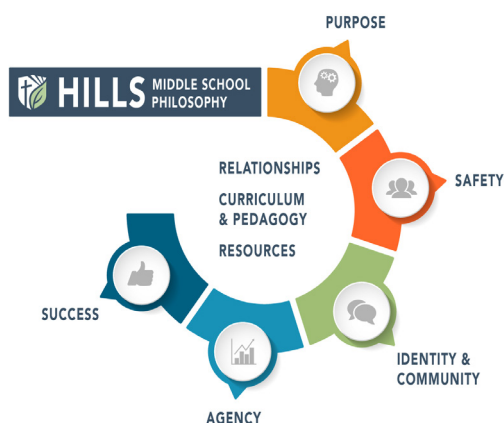 PURPOSE
HILLS MIDDLE SCHOOL
PHILOSOPHY
RELATIONSHIPS
SAFETY
CURRICULUM
& PEDAGOGY
RESOURCES
SUCCESS
IDENTITY &
COMMUNITY
AGENCY